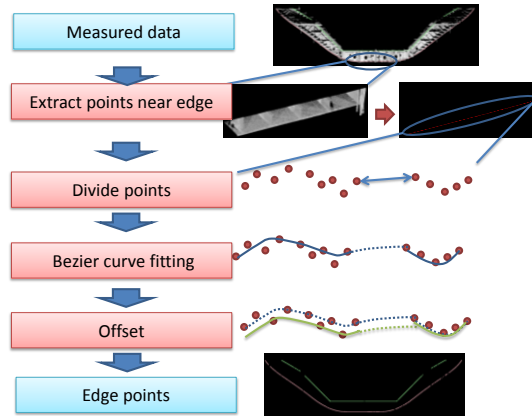 Measured data
Extract points near edge
Divide points
Bezier curve fitting
Offset
Edge points